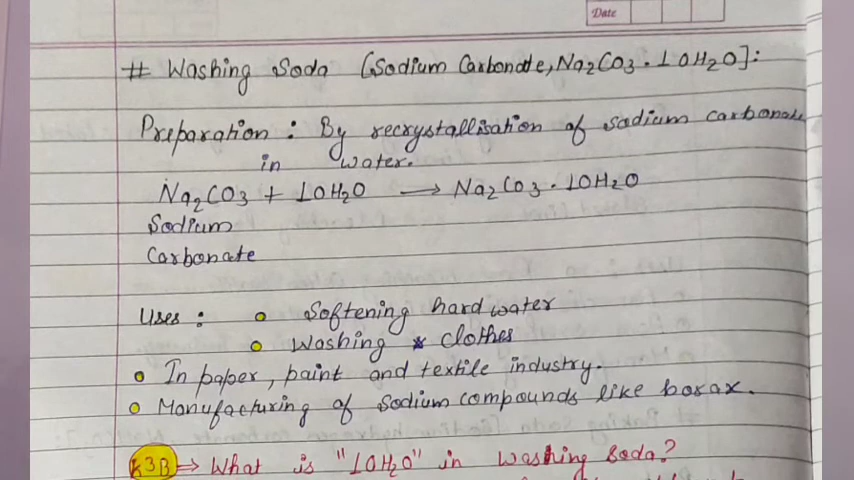 Date
# Washing Soda (Sodium Carbonate, Na2CO3 · 10H2O]:
Preparation : By recrystallisation of sodium carbonate
in water.
Na2CO3 + 10H2O → Na2CO3 · 10H2O
Sodium
Carbonate
Uses : • Softening hard water
• Washing clothes
• In paper, paint and textile industry.
• Manufacturing of Sodium compounds like borax.
K3B ⇒ What is "10H2O" in washing Soda?